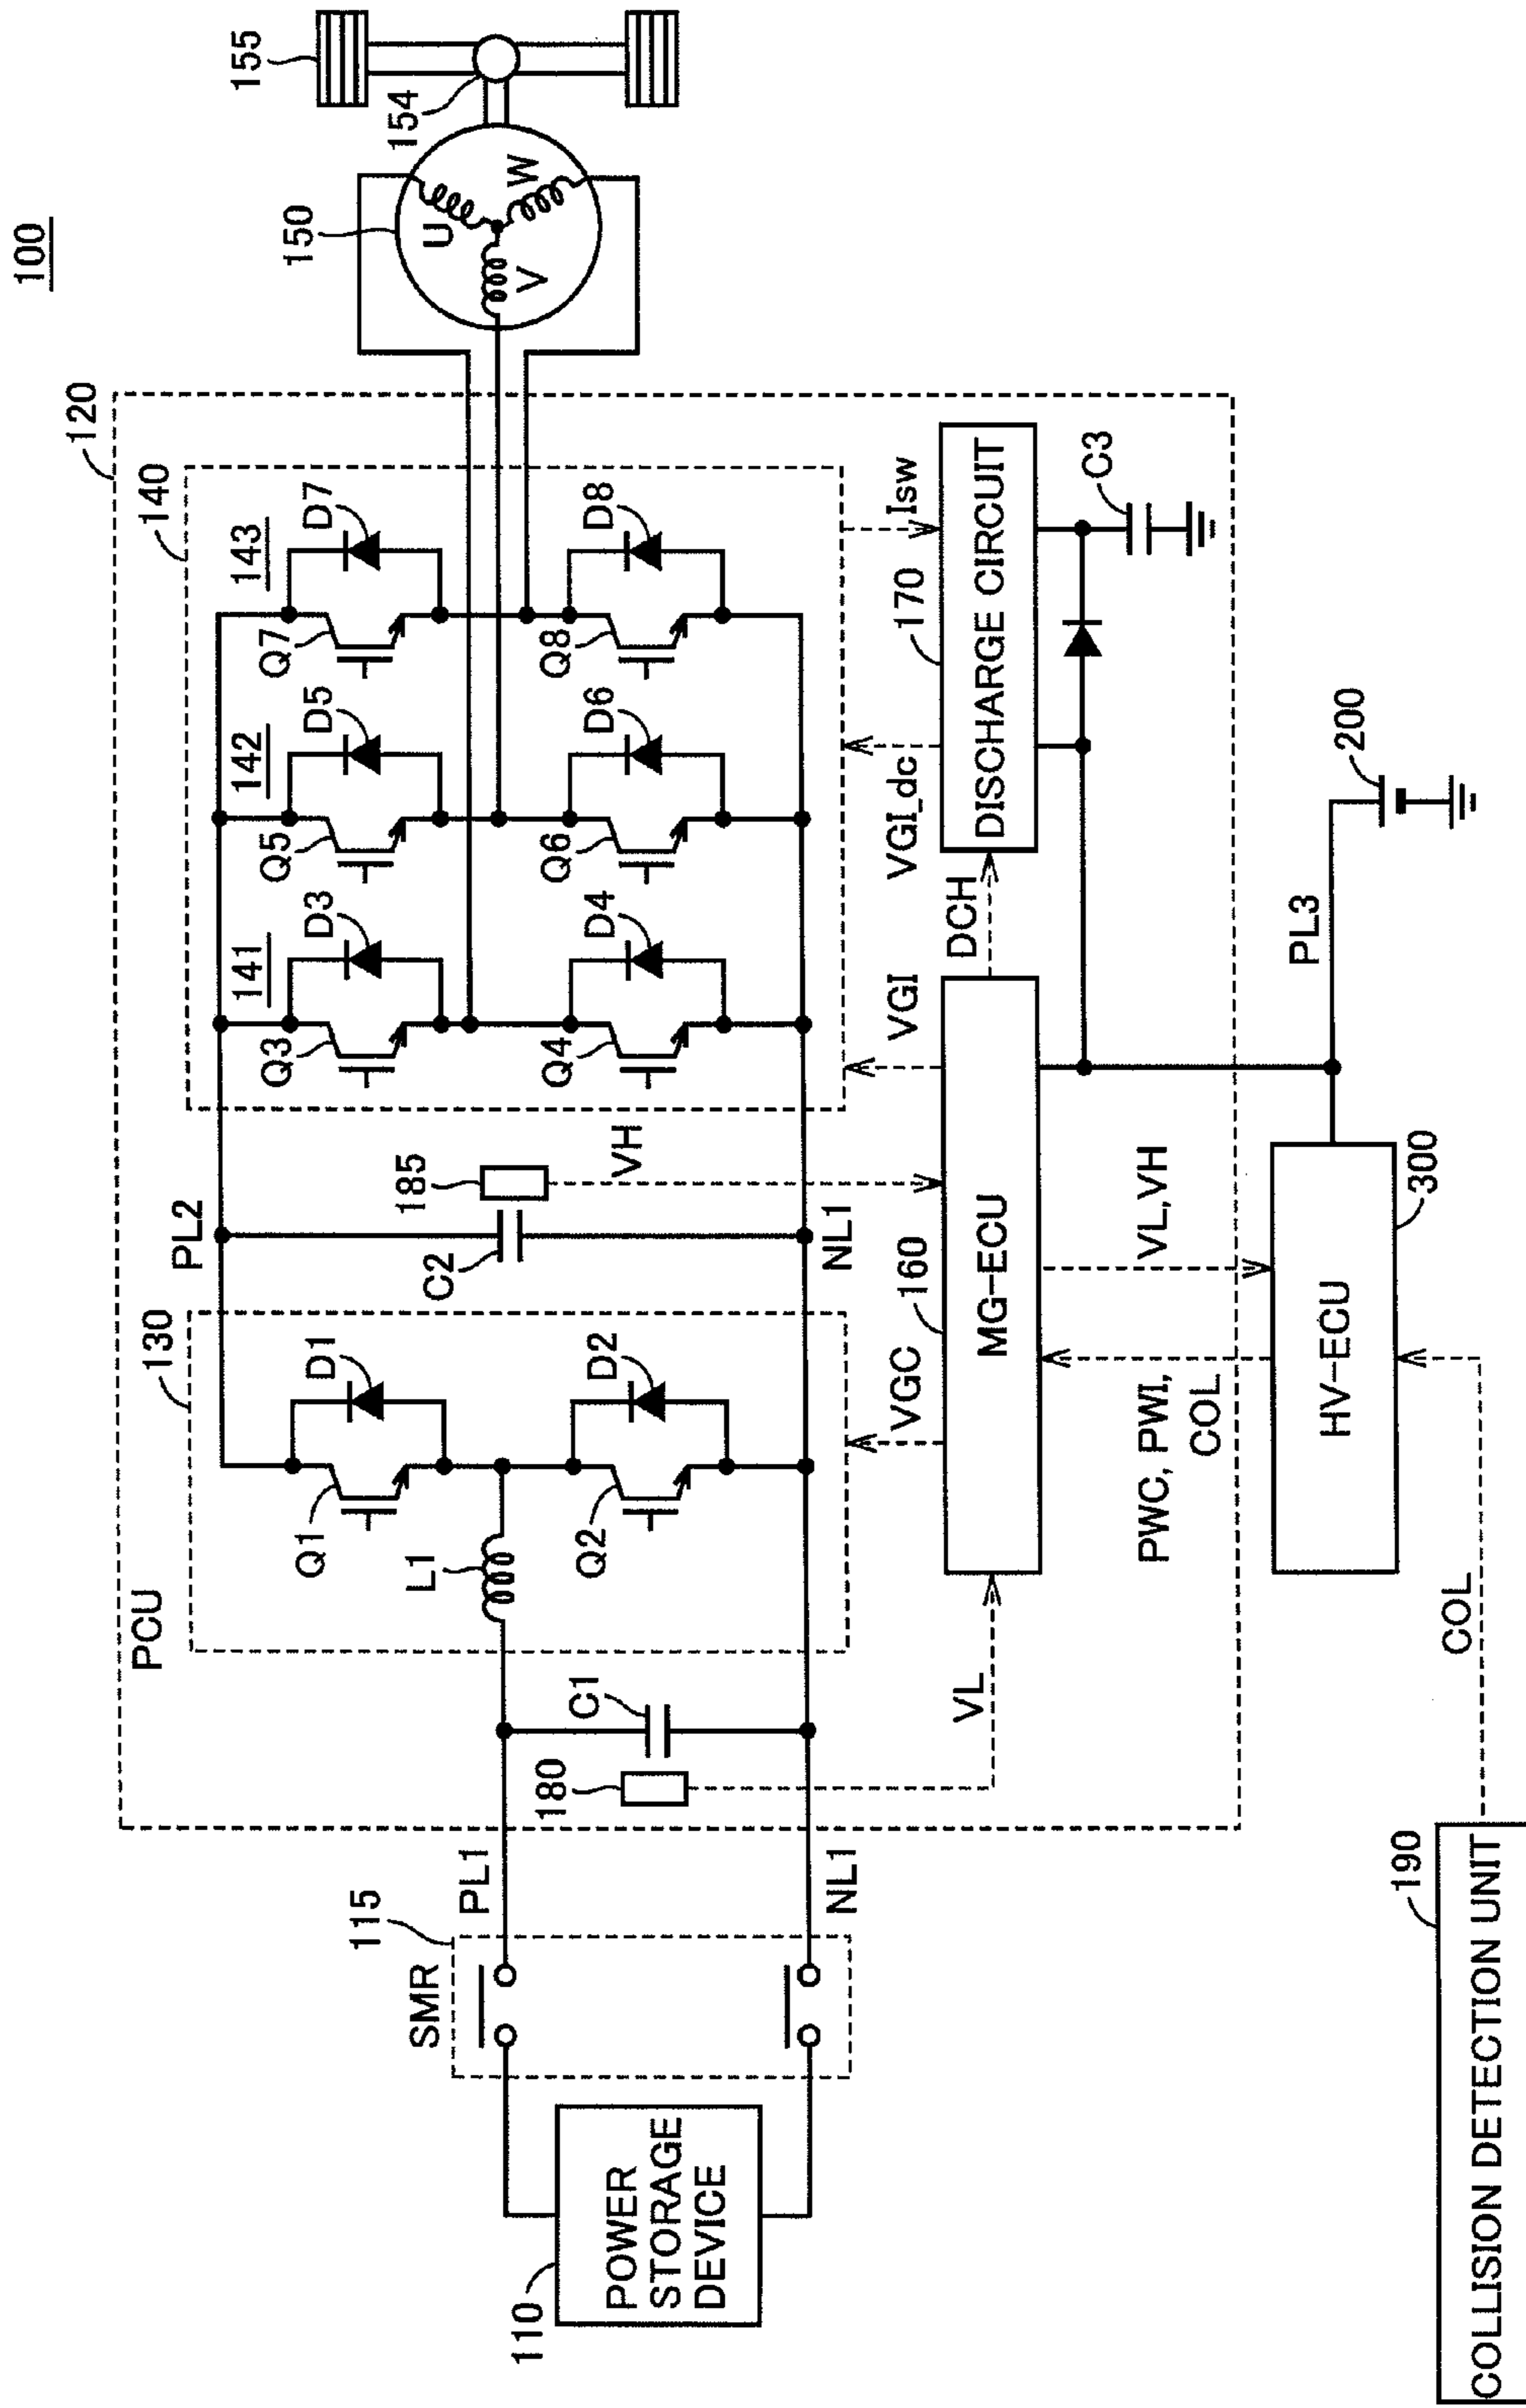 100
110
POWER
STORAGE
DEVICE
115
SMR
PL1
NL1
120
PCU
180
C1
VL
130
L1
Q1
D1
Q2
D2
VGC
PL2
C2
185
VH
NL1
140
141
Q3
D3
Q4
D4
142
Q5
D5
Q6
D6
143
Q7
D7
Q8
D8
150
U
V
W
154
155
160
MG-ECU
VGI
DCH
VGI_dc
Isw
170
DISCHARGE CIRCUIT
C3
PWC, PWI,
COL
VL,VH
HV-ECU
300
PL3
200
COL
190
COLLISION DETECTION UNIT